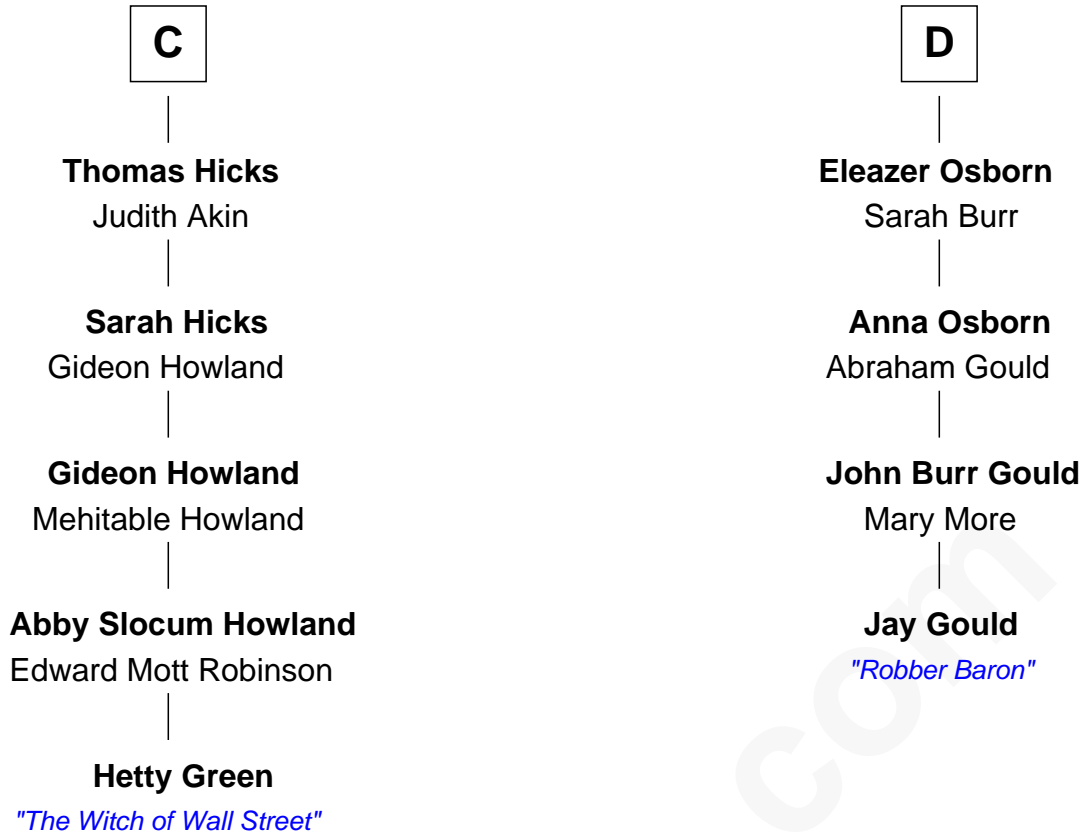 C
Thomas Hicks
Judith Akin
Sarah Hicks
Gideon Howland
Gideon Howland
Mehitable Howland
Abby Slocum Howland
Edward Mott Robinson
Hetty Green
"The Witch of Wall Street"
D
Eleazer Osborn
Sarah Burr
Anna Osborn
Abraham Gould
John Burr Gould
Mary More
Jay Gould
"Robber Baron"
com